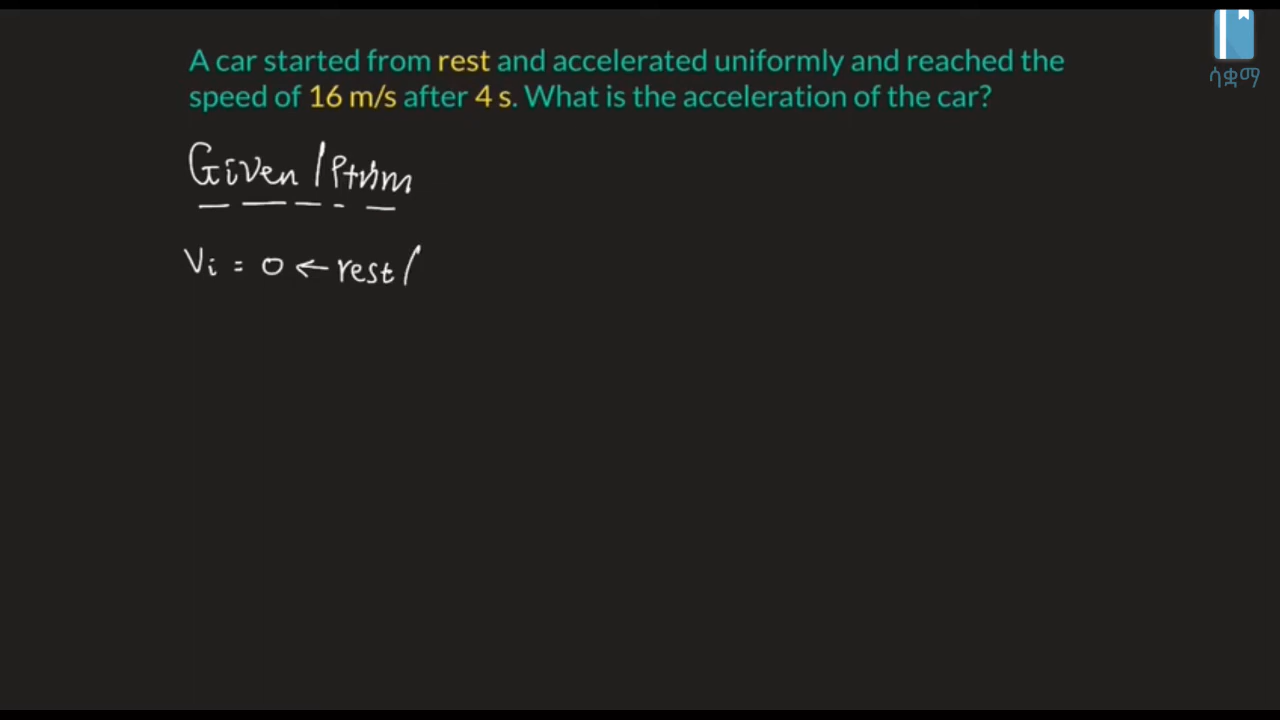 A car started from rest and accelerated uniformly and reached the
speed of 16 m/s after 4 s. What is the acceleration of the car?
ሳቋማ
Given / የተሰጠ
Vi = 0 ← rest /